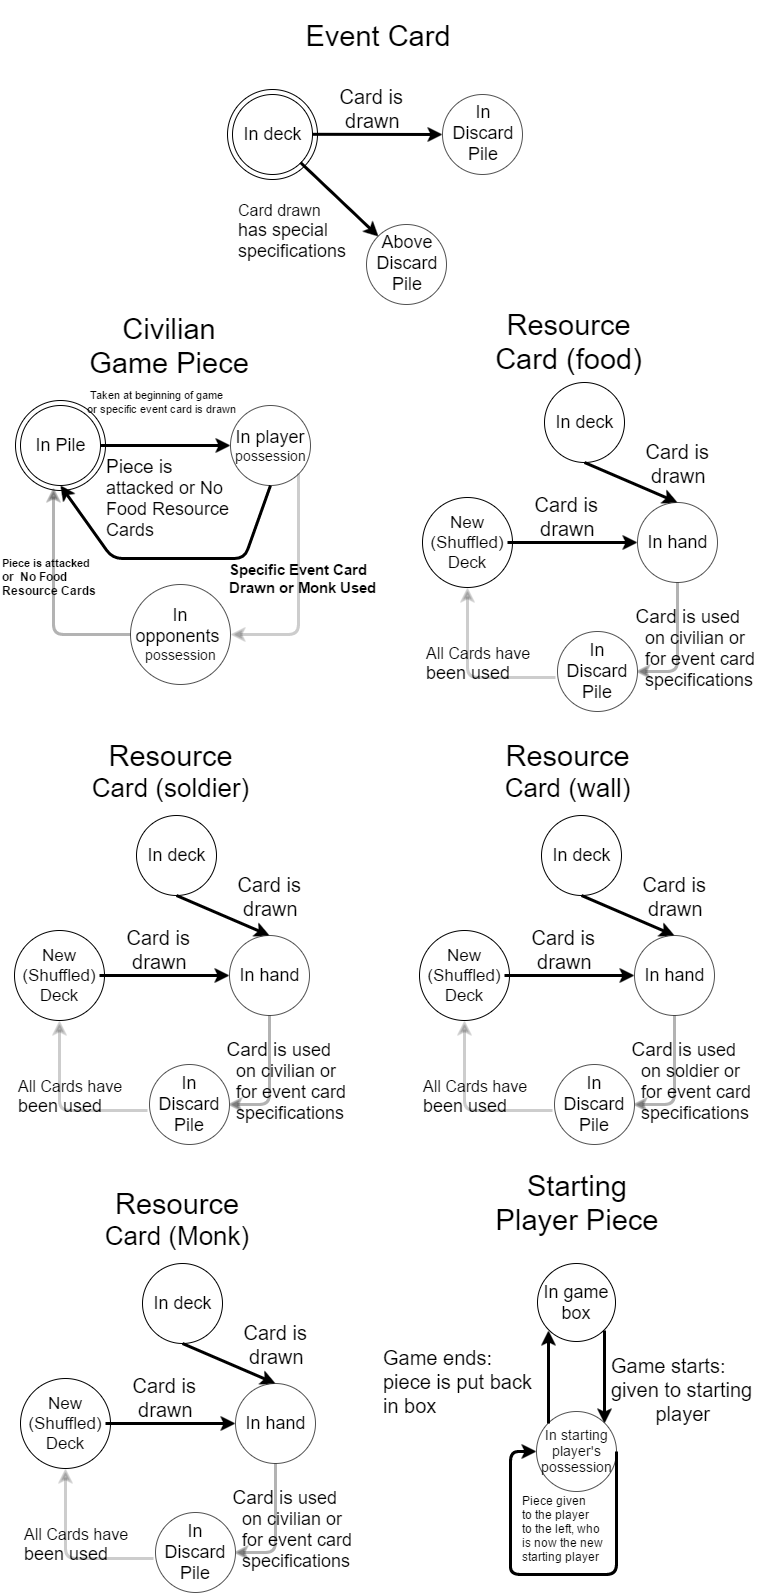 Event Card
Card is
drawn
In deck
In
Discard
Pile
Card drawn
has special
specifications
Above
Discard
Pile
Civilian
Game Piece
Taken at beginning of game
or specific event card is drawn
In Pile
In player
possession
Piece is
attacked or No
Food Resource
Cards
Piece is attacked
or No Food
Resource Cards
Specific Event Card
Drawn or Monk Used
In
opponents
possession
Resource
Card (food)
In deck
Card is
drawn
New
(Shuffled)
Deck
Card is
drawn
In hand
Card is used
on civilian or
for event card
specifications
All Cards have
been used
In
Discard
Pile
Resource
Card (soldier)
In deck
Card is
drawn
New
(Shuffled)
Deck
Card is
drawn
In hand
Card is used
on civilian or
for event card
specifications
All Cards have
been used
In
Discard
Pile
Resource
Card (wall)
In deck
Card is
drawn
New
(Shuffled)
Deck
Card is
drawn
In hand
Card is used
on soldier or
for event card
specifications
All Cards have
been used
In
Discard
Pile
Resource
Card (Monk)
In deck
Card is
drawn
New
(Shuffled)
Deck
Card is
drawn
In hand
Card is used
on civilian or
for event card
specifications
All Cards have
been used
In
Discard
Pile
Starting
Player Piece
In game
box
Game ends:
piece is put back
in box
Game starts:
given to starting
player
In starting
player's
possession
Piece given
to the player
to the left, who
is now the new
starting player